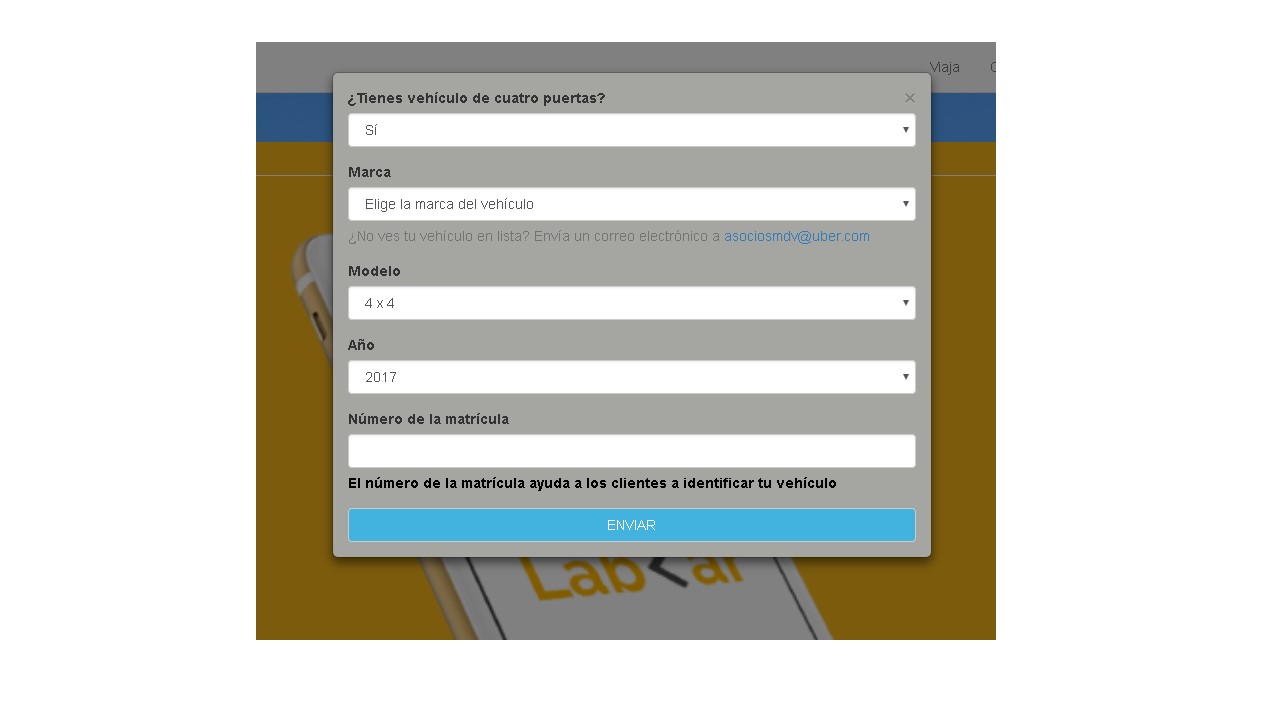 Maja
¿Tienes vehículo de cuatro puertas?
×
Sí
Marca
Elige la marca del vehículo
¿No ves tu vehículo en lista? Envía un correo electrónico a asociosmdv@uber.com
Modelo
4 x 4
Año
2017
Número de la matrícula
El número de la matrícula ayuda a los clientes a identificar tu vehículo
ENVIAR
Lab<ar